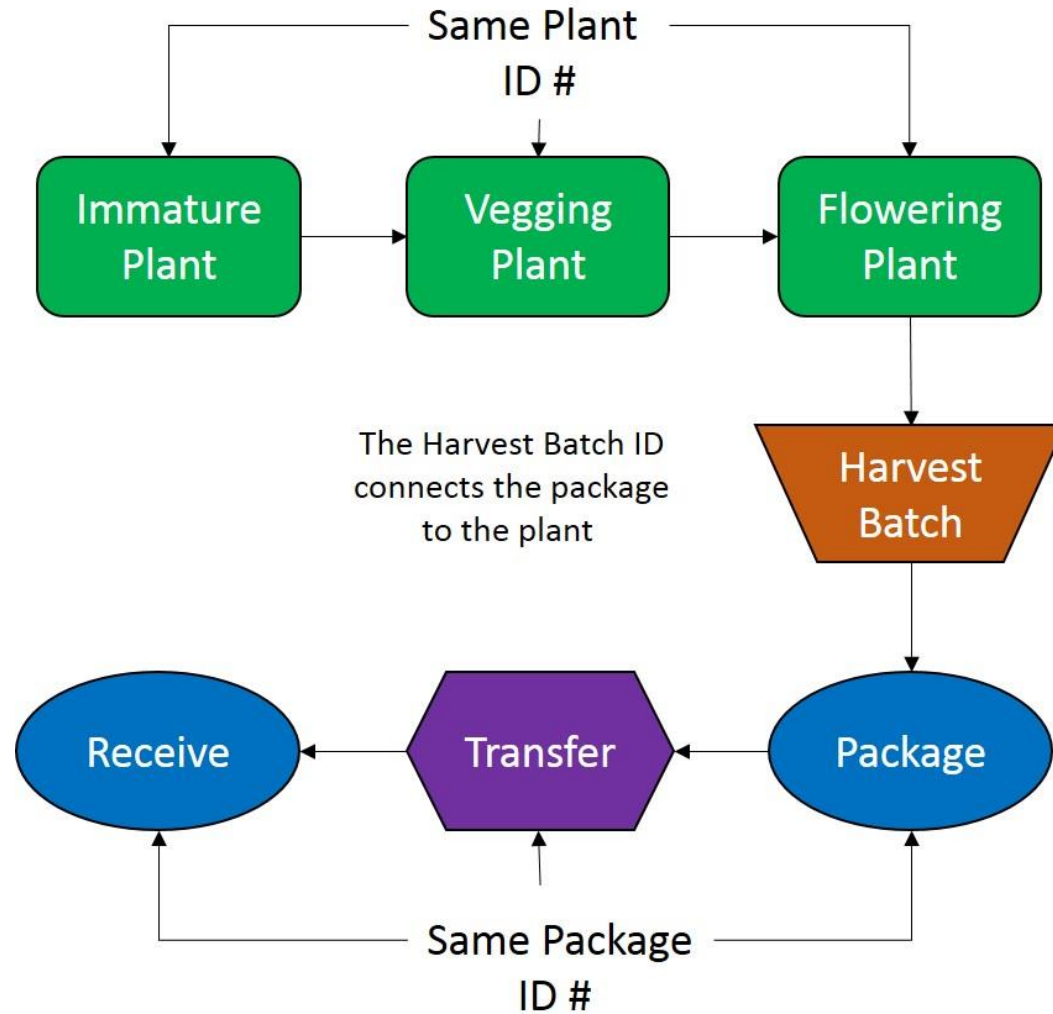 Same Plant
ID #
Immature
Plant
Vegging
Plant
Flowering
Plant
The Harvest Batch ID
connects the package
to the plant
Harvest
Batch
Receive
Transfer
Package
Same Package
ID #